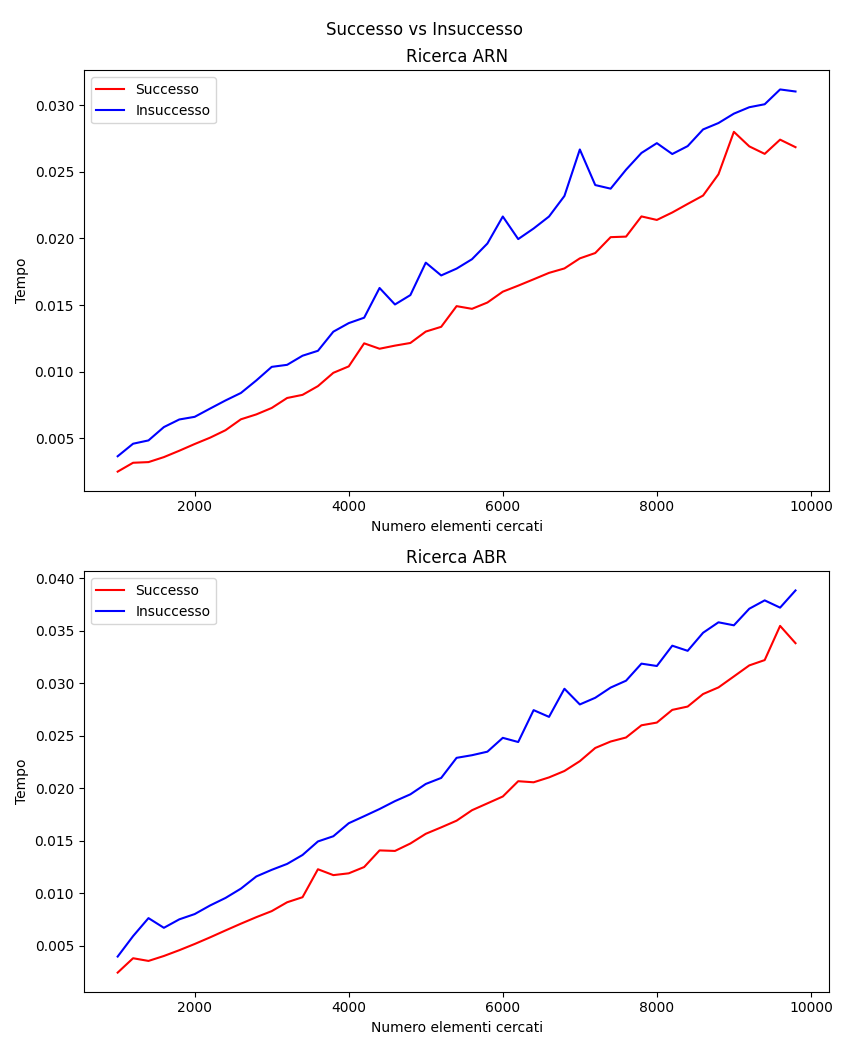 Successo vs Insuccesso
Ricerca ARN
Successo
Insuccesso
0.030
0.025
0.020
0.015
0.010
0.005
Tempo
2000 4000 6000 8000 10000
Numero elementi cercati
Ricerca ABR
Successo
Insuccesso
0.040
0.035
0.030
0.025
0.020
0.015
0.010
0.005
Tempo
2000 4000 6000 8000 10000
Numero elementi cercati